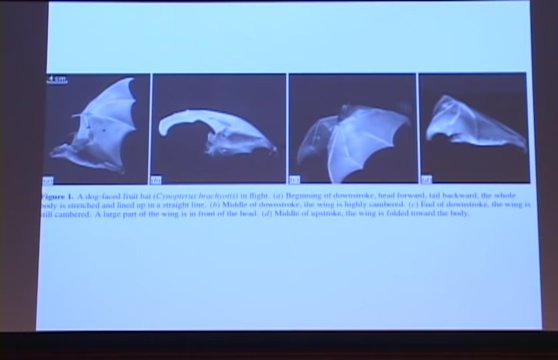 4 cm
(a) (b) (c) (d)
Figure 1. A dog-faced fruit bat (Cynopterus brachyotis) in flight. (a) Beginning of downstroke, head forward, tail backward, the whole
body is stretched and lined up in a straight line. (b) Middle of downstroke, the wing is highly cambered. (c) End of downstroke, the wing is
still cambered. A large part of the wing is in front of the head. (d) Middle of upstroke, the wing is folded toward the body.